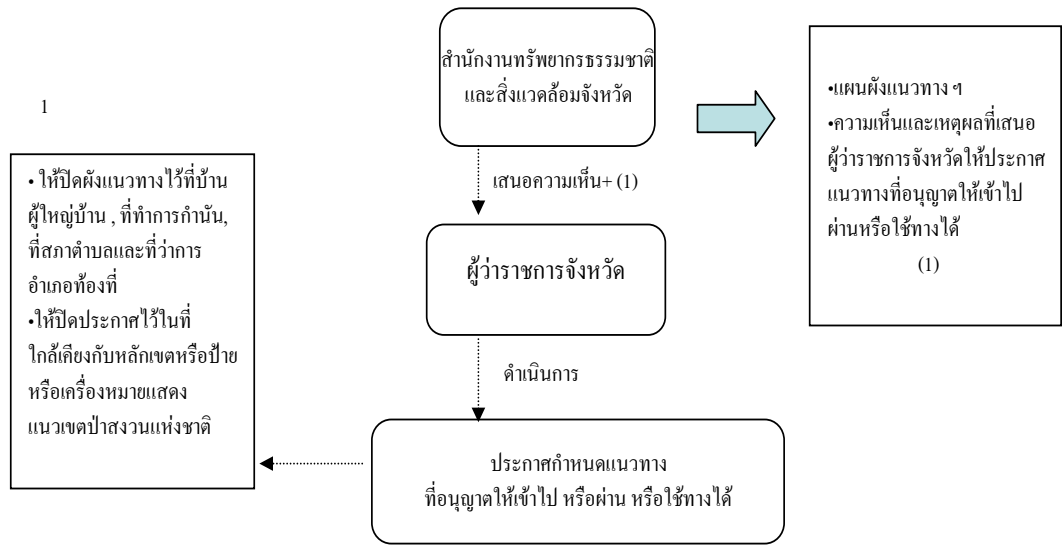 สำนักงานทรัพยากรธรรมชาติ
และสิ่งแวดล้อมจังหวัด
•แผนผังแนวทาง ฯ
•ความเห็นและเหตุผลที่เสนอ
ผู้ว่าราชการจังหวัดให้ประกาศ
แนวทางที่อนุญาตให้เข้าไป
ผ่านหรือใช้ทางได้
(1)
1
เสนอความเห็น+ (1)
ผู้ว่าราชการจังหวัด
ดำเนินการ
ประกาศกำหนดแนวทาง
ที่อนุญาตให้เข้าไป หรือผ่าน หรือใช้ทางได้
• ให้ปิดผังแนวทางไว้ที่บ้าน
ผู้ใหญ่บ้าน , ที่ทำการกำนัน,
ที่สภาตำบลและที่ว่าการ
อำเภอท้องที่
•ให้ปิดประกาศไว้ในที่
ใกล้เคียงกับหลักเขตหรือป้าย
หรือเครื่องหมายแสดง
แนวเขตป่าสงวนแห่งชาติ